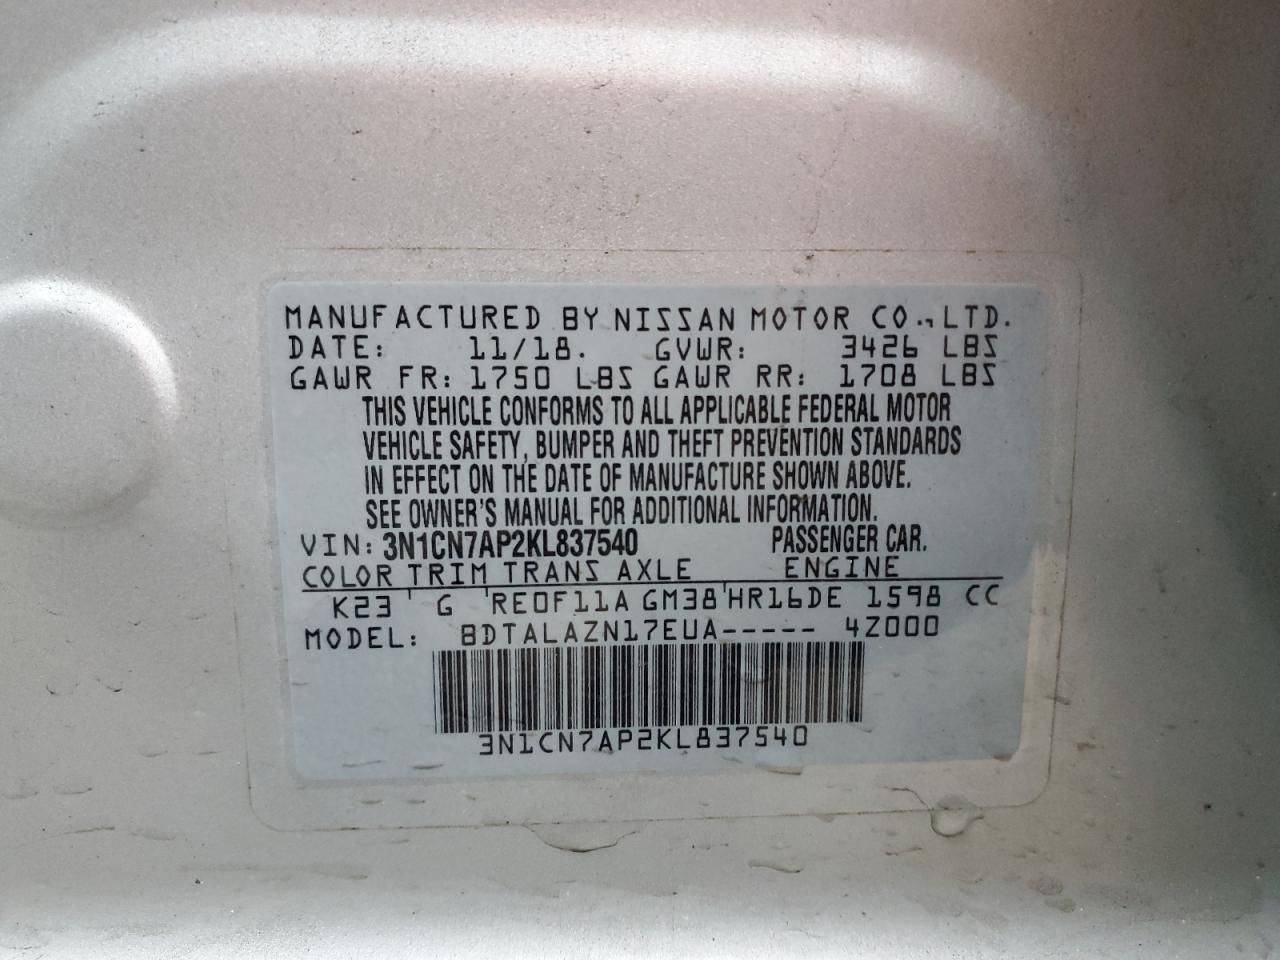 MANUFACTURED BY NISSAN MOTOR CO., LTD.
DATE: 11/18. GVWR: 3426 LBS
GAWR FR: 1750 LBS GAWR RR: 1708 LBS
THIS VEHICLE CONFORMS TO ALL APPLICABLE FEDERAL MOTOR
VEHICLE SAFETY, BUMPER AND THEFT PREVENTION STANDARDS
IN EFFECT ON THE DATE OF MANUFACTURE SHOWN ABOVE.
SEE OWNER'S MANUAL FOR ADDITIONAL INFORMATION.
VIN: 3N1CN7AP2KL837540 PASSENGER CAR.
COLOR TRIM TRANS AXLE ENGINE
K23 ' G 'RE0F11A GM38'HR16DE 1598 CC
MODEL: BDTALAZN17EUA----- 4Z000
3N1CN7AP2KL837540